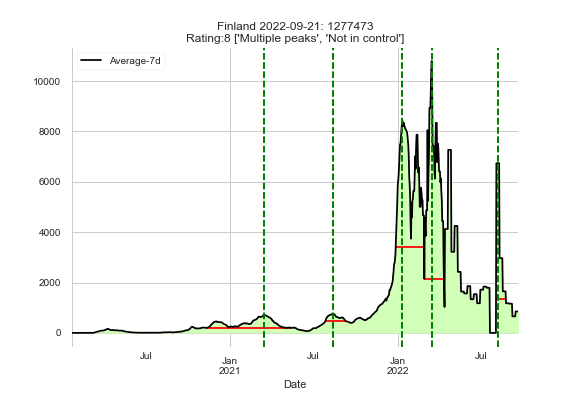 Finland 2022-09-21: 1277473
Rating:8 ['Multiple peaks', 'Not in control']
Average-7d
10000
8000
6000
4000
2000
0
Jul
Jan
2021
Jul
Jan
2022
Jul
Date